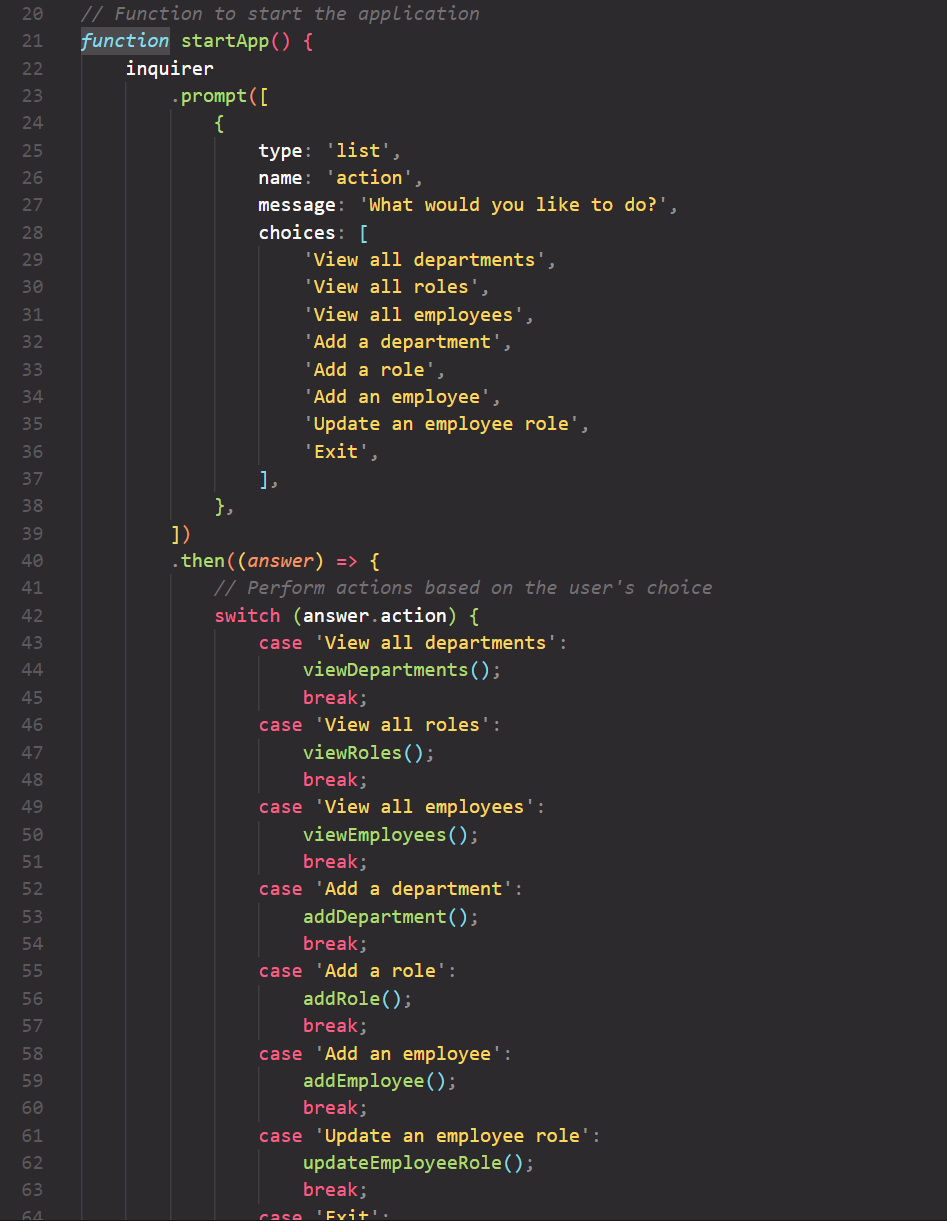 20 // Function to start the application
21 function startApp() {
22     inquirer
23         .prompt([
24             {
25                 type: 'list',
26                 name: 'action',
27                 message: 'What would you like to do?',
28                 choices: [
29                     'View all departments',
30                     'View all roles',
31                     'View all employees',
32                     'Add a department',
33                     'Add a role',
34                     'Add an employee',
35                     'Update an employee role',
36                     'Exit',
37                 ],
38             },
39         ])
40         .then((answer) => {
41             // Perform actions based on the user's choice
42             switch (answer.action) {
43                 case 'View all departments':
44                     viewDepartments();
45                     break;
46                 case 'View all roles':
47                     viewRoles();
48                     break;
49                 case 'View all employees':
50                     viewEmployees();
51                     break;
52                 case 'Add a department':
53                     addDepartment();
54                     break;
55                 case 'Add a role':
56                     addRole();
57                     break;
58                 case 'Add an employee':
59                     addEmployee();
60                     break;
61                 case 'Update an employee role':
62                     updateEmployeeRole();
63                     break;
64                 case 'Exit':